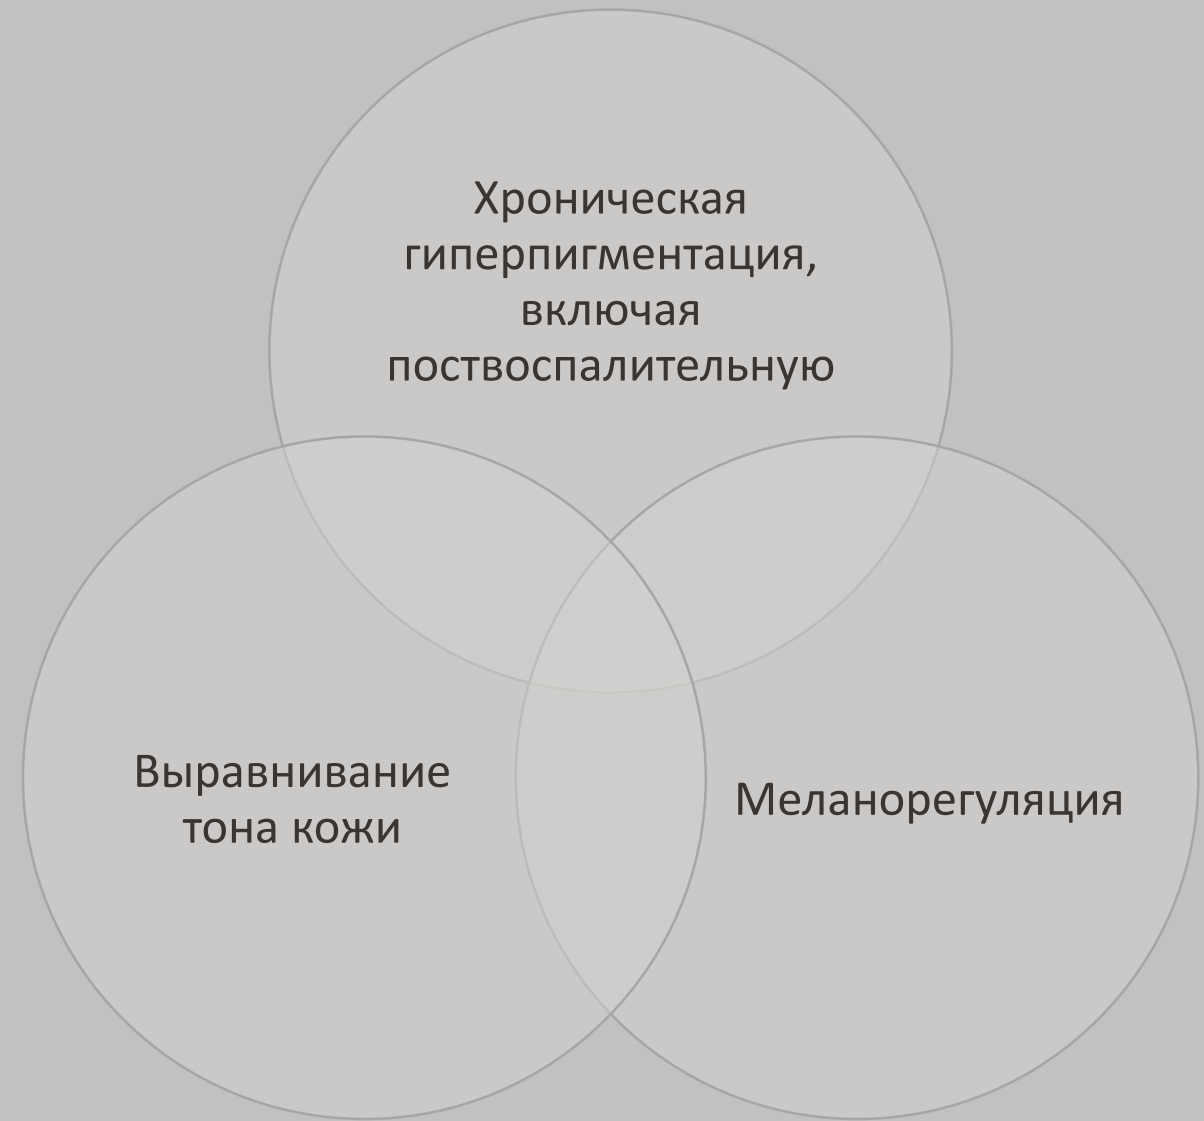 Хроническая
гиперпигментация,
включая
поствоспалительную
Выравнивание
тона кожи
Меланорегуляция